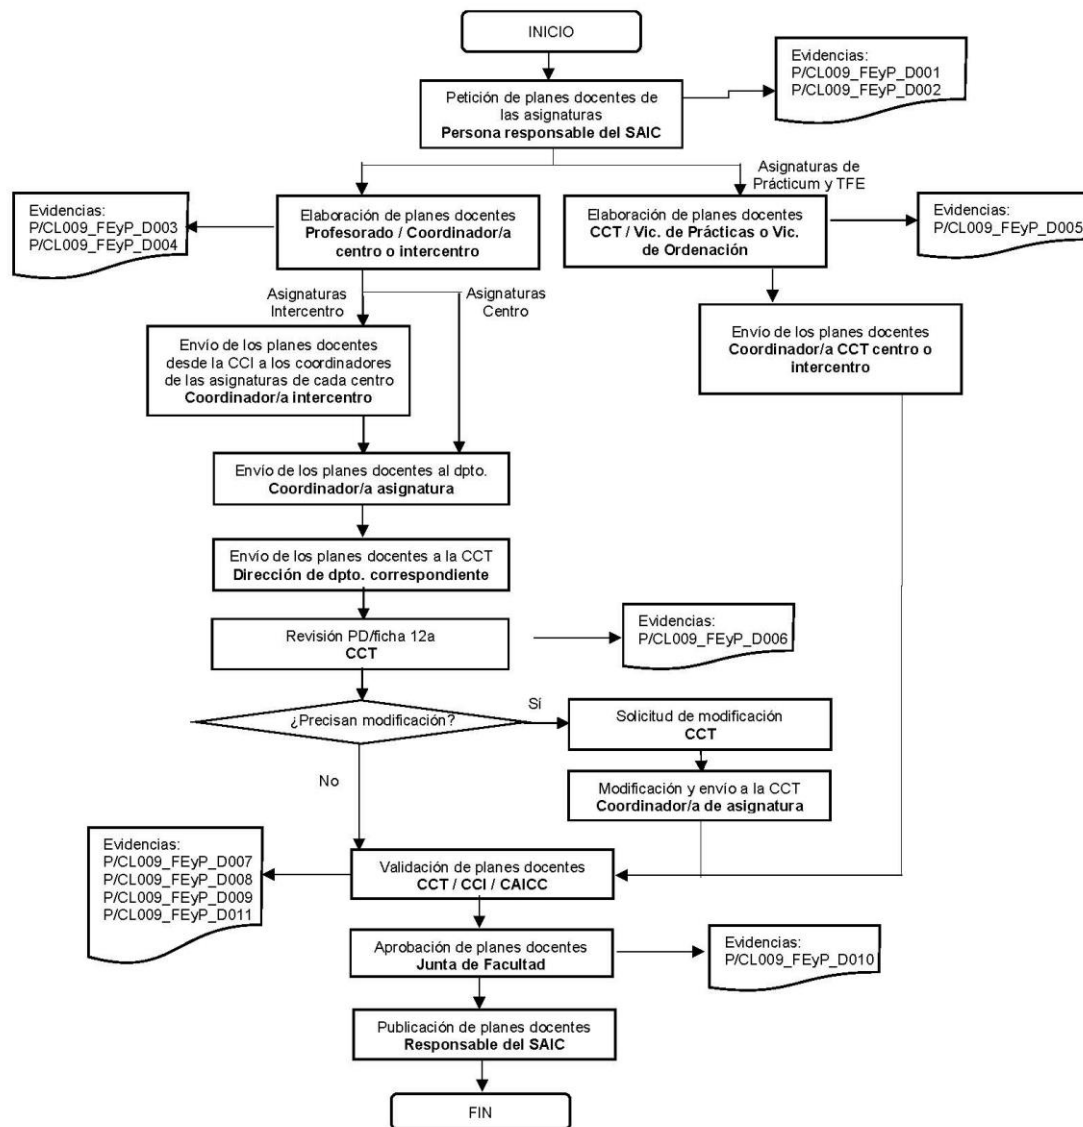 INICIO
Evidencias:
P/CL009_FEyP_D001
P/CL009_FEyP_D002
Petición de planes docentes de
las asignaturas
Persona responsable del SAIC
Asignaturas de
Prácticum y TFE
Evidencias:
P/CL009_FEyP_D003
P/CL009_FEyP_D004
Elaboración de planes docentes
Profesorado / Coordinador/a
centro o intercentro
Elaboración de planes docentes
CCT / Vic. de Prácticas o Vic.
de Ordenación
Evidencias:
P/CL009_FEyP_D005
Asignaturas
Intercentro
Asignaturas
Centro
Envío de los planes docentes
desde la CCI a los coordinadores
de las asignaturas de cada centro
Coordinador/a intercentro
Envío de los planes docentes
Coordinador/a CCT centro o
intercentro
Envío de los planes docentes al dpto.
Coordinador/a asignatura
Envío de los planes docentes a la CCT
Dirección de dpto. correspondiente
Revisión PD/ficha 12a
CCT
Evidencias:
P/CL009_FEyP_D006
¿Precisan modificación?
Sí
Solicitud de modificación
CCT
No
Modificación y envío a la CCT
Coordinador/a de asignatura
Evidencias:
P/CL009_FEyP_D007
P/CL009_FEyP_D008
P/CL009_FEyP_D009
P/CL009_FEyP_D011
Validación de planes docentes
CCT / CCI / CAICC
Aprobación de planes docentes
Junta de Facultad
Evidencias:
P/CL009_FEyP_D010
Publicación de planes docentes
Responsable del SAIC
FIN